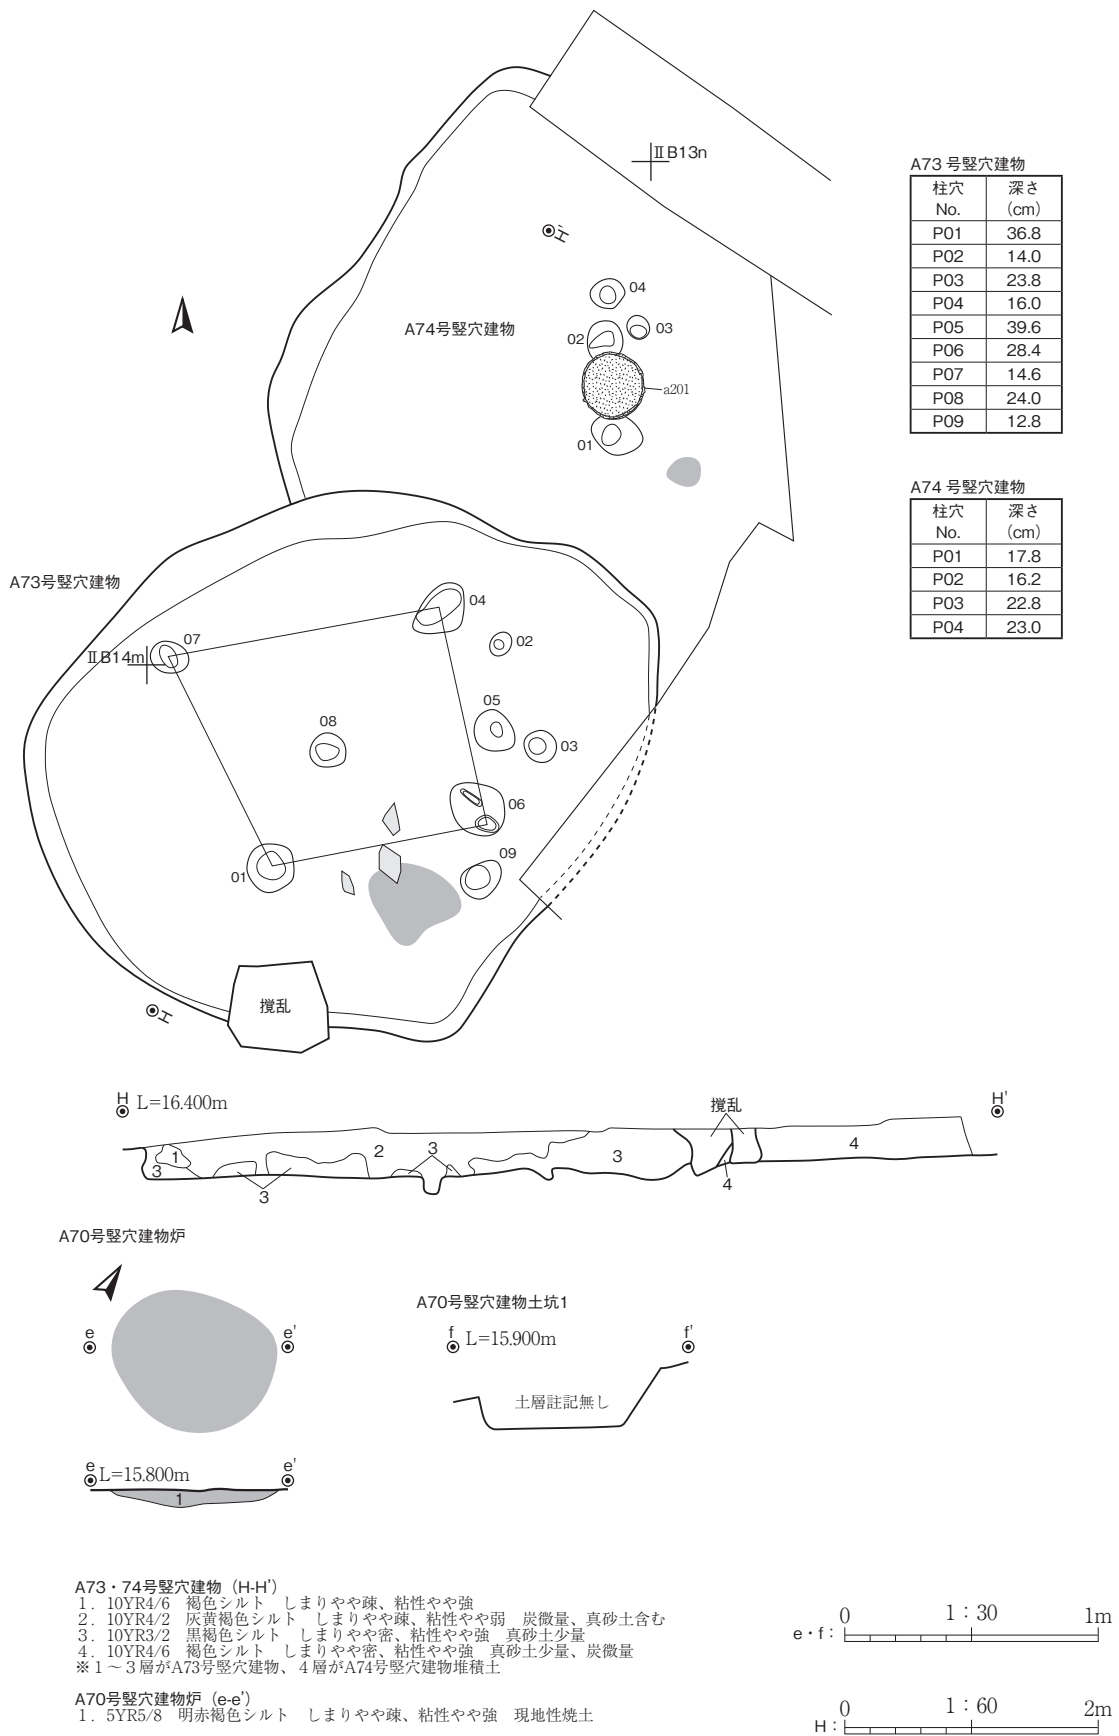 ⅡB13n
A73号竪穴建物
柱穴 No. 深さ (cm)
P01 36.8
P02 14.0
P03 23.8
P04 16.0
P05 39.6
P06 28.4
P07 14.6
P08 24.0
P09 12.8
H'
04
A74号竪穴建物
02
03
a201
01
A74号竪穴建物
柱穴 No. 深さ (cm)
P01 17.8
P02 16.2
P03 22.8
P04 23.0
A73号竪穴建物
04
07
02
ⅡB14m
05
08
03
06
09
01
撹乱
H
H L=16.400m
撹乱
H'
1
2
3
3
4
3
3
4
A70号竪穴建物炉
A70号竪穴建物土坑1
e
e'
f L=15.900m
f'
土層註記無し
e L=15.800m
e'
1
A73・74号竪穴建物(H-H')
1．10YR4/6　褐色シルト　しまりやや疎、粘性やや強
2．10YR4/2　灰黄褐色シルト　しまりやや疎、粘性やや弱　炭微量、真砂土含む
3．10YR3/2　黒褐色シルト　しまりやや密、粘性やや強　真砂土少量
4．10YR4/6　褐色シルト　しまりやや密、粘性やや強　真砂土少量、炭微量
※1～3層がA73号竪穴建物、4層がA74号竪穴建物堆積土
A70号竪穴建物炉(e-e')
1．5YR5/8　明赤褐色シルト　しまりやや疎、粘性やや強　現地性焼土
0 1：30 1m
e・f：
0 1：60 2m
H：